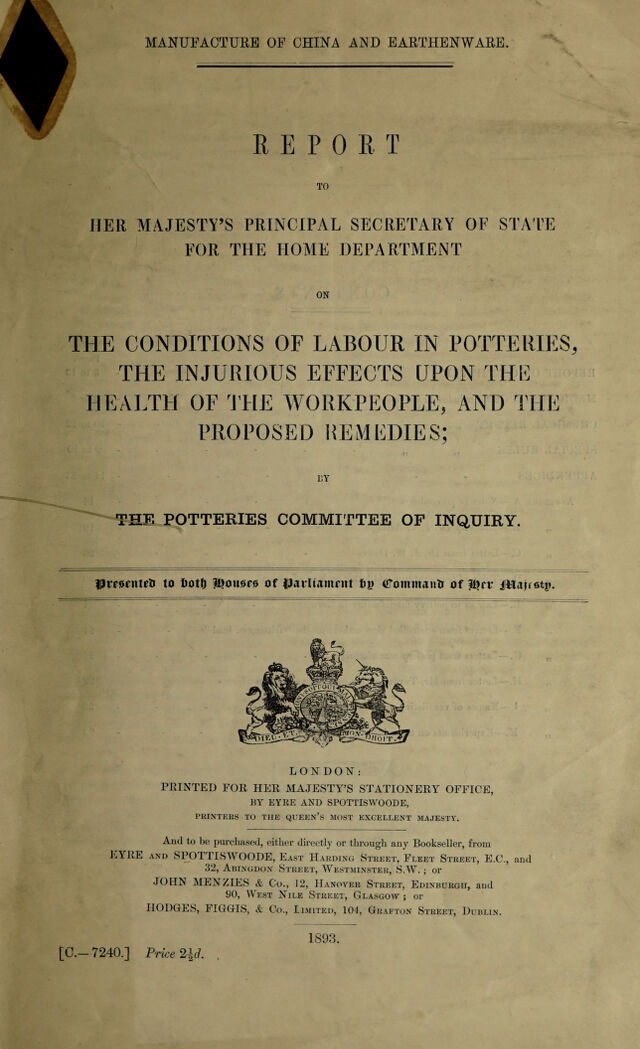 MANUFACTURE OF CHINA AND EARTHENWARE.
REPORT
TO
HER MAJESTY'S PRINCIPAL SECRETARY OF STATE
FOR THE HOME DEPARTMENT
ON
THE CONDITIONS OF LABOUR IN POTTERIES,
THE INJURIOUS EFFECTS UPON THE
HEALTH OF THE WORKPEOPLE, AND THE
PROPOSED REMEDIES;
BY
THE POTTERIES COMMITTEE OF INQUIRY.
Presented to both Houses of Parliament by Command of Her Majesty.
DIEU ET MON DROIT
LONDON:
PRINTED FOR HER MAJESTY'S STATIONERY OFFICE,
BY EYRE AND SPOTTISWOODE,
PRINTERS TO THE QUEEN'S MOST EXCELLENT MAJESTY.
And to be purchased, either directly or through any Bookseller, from
EYRE AND SPOTTISWOODE, EAST HARDING STREET, FLEET STREET, E.C., and
32, ABINGDON STREET, WESTMINSTER, S.W.; or
JOHN MENZIES & Co., 12, HANOVER STREET, EDINBURGH, and
90, WEST NILE STREET, GLASGOW; or
HODGES, FIGGIS, & Co., LIMITED, 104, GRAFTON STREET, DUBLIN.
1893.
[C.—7240.] Price 2½d.